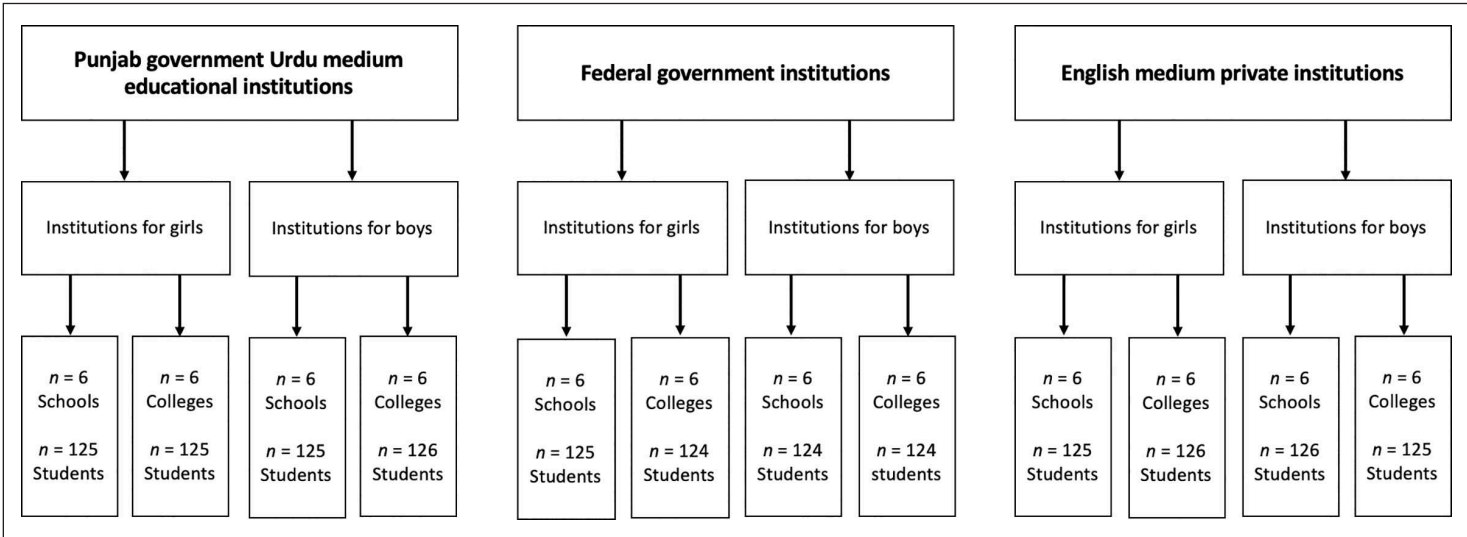 Punjab government Urdu medium
educational institutions
Federal government institutions
English medium private institutions
Institutions for girls
Institutions for boys
Institutions for girls
Institutions for boys
Institutions for girls
Institutions for boys
n = 6
Schools
n = 125
Students
n = 6
Colleges
n = 125
Students
n = 6
Schools
n = 125
Students
n = 6
Colleges
n = 126
Students
n = 6
Schools
n = 125
Students
n = 6
Colleges
n = 124
Students
n = 6
Schools
n = 124
Students
n = 6
Colleges
n = 124
students
n = 6
Schools
n = 125
Students
n = 6
Colleges
n = 126
Students
n = 6
Schools
n = 126
Students
n = 6
Colleges
n = 125
Students